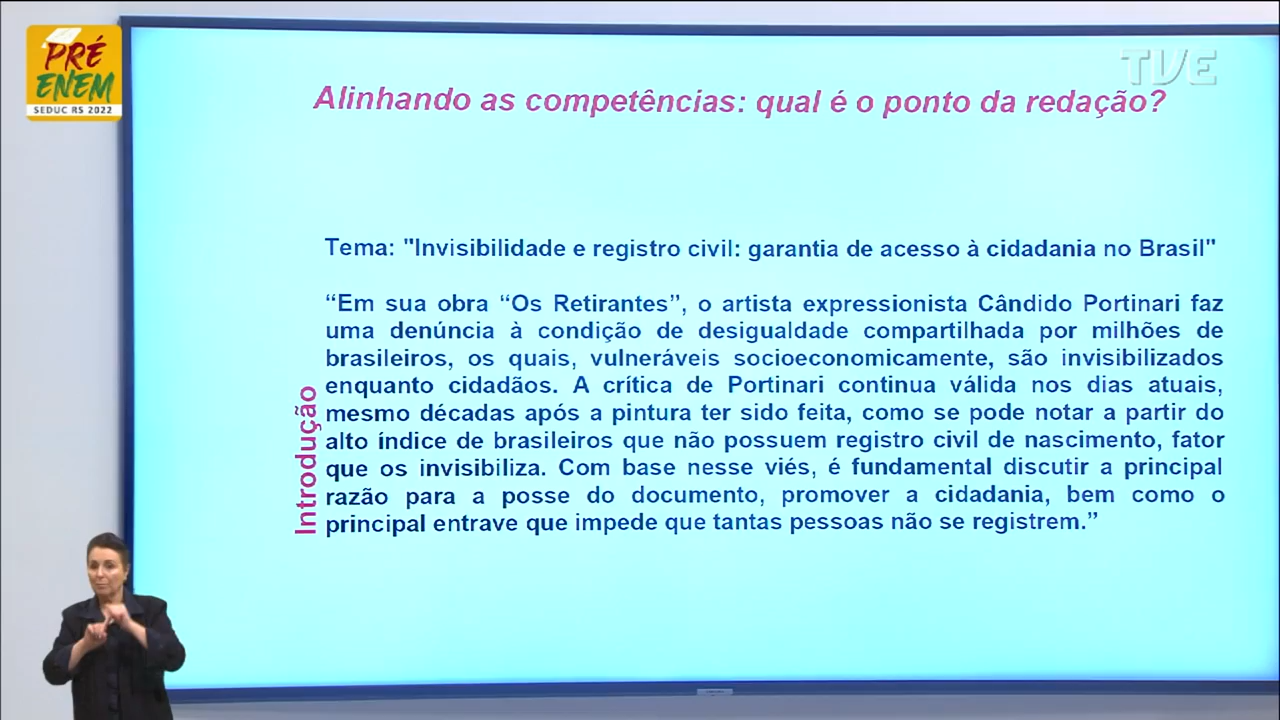 PRÉ
ENEM
SEDUC RS 2022
TVE
Alinhando as competências: qual é o ponto da redação?
Tema: "Invisibilidade e registro civil: garantia de acesso à cidadania no Brasil"
Introdução
“Em sua obra “Os Retirantes”, o artista expressionista Cândido Portinari faz
uma denúncia à condição de desigualdade compartilhada por milhões de
brasileiros, os quais, vulneráveis socioeconomicamente, são invisibilizados
enquanto cidadãos. A crítica de Portinari continua válida nos dias atuais,
mesmo décadas após a pintura ter sido feita, como se pode notar a partir do
alto índice de brasileiros que não possuem registro civil de nascimento, fator
que os invisibiliza. Com base nesse viés, é fundamental discutir a principal
razão para a posse do documento, promover a cidadania, bem como o
principal entrave que impede que tantas pessoas não se registrem.”